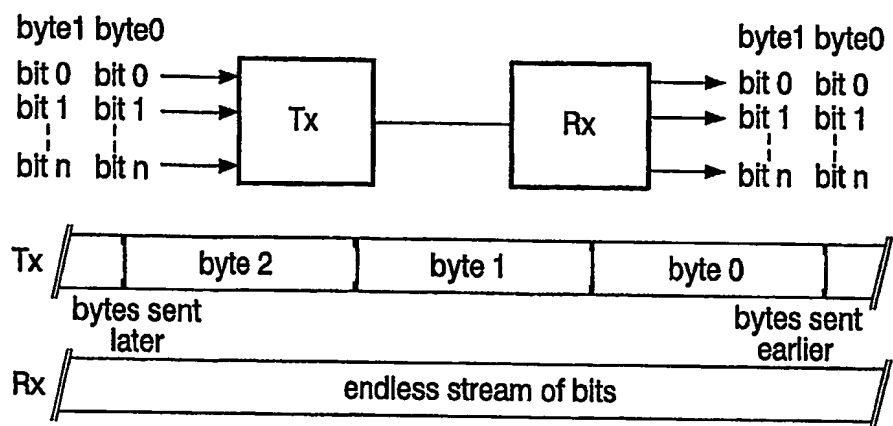 byte1 byte0
bit 0 bit 0
bit 1 bit 1
bit n bit n
Tx
Rx
byte1 byte0
bit 0 bit 0
bit 1 bit 1
bit n bit n
Tx
byte 2
byte 1
byte 0
bytes sent
later
bytes sent
earlier
Rx
endless stream of bits